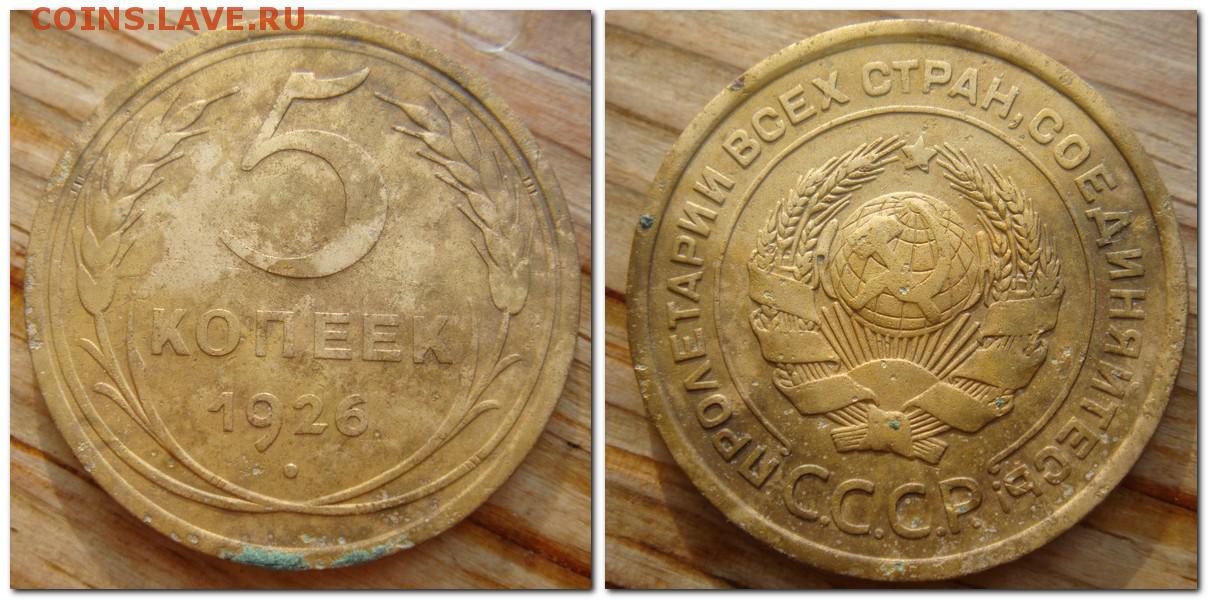 COINS.LAVE.RU
5
КОПЕЕК
1926
ПРОЛЕТАРИИ ВСЕХ СТРАН, СОЕДИНЯЙТЕСЬ!
С.С.С.Р.